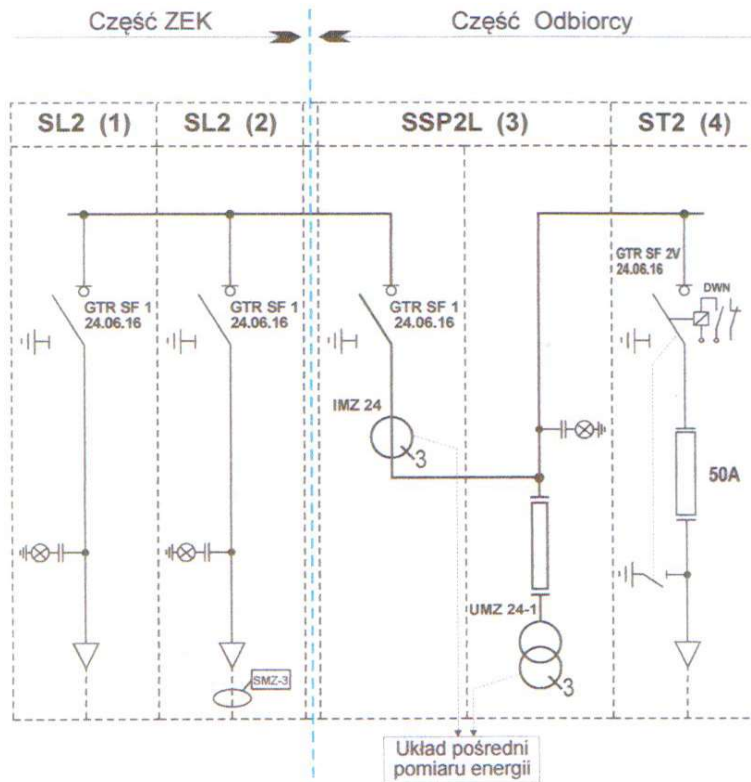 Część ZEK
Część Odbiorcy
SL2 (1)
SL2 (2)
SSP2L (3)
ST2 (4)
GTR SF 1
24.06.16
GTR SF 1
24.06.16
GTR SF 1
24.06.16
GTR SF 2V
24.06.16
DWN
IMZ 24
3
50A
UMZ 24-1
3
SMZ-3
Układ pośredni
pomiaru energii